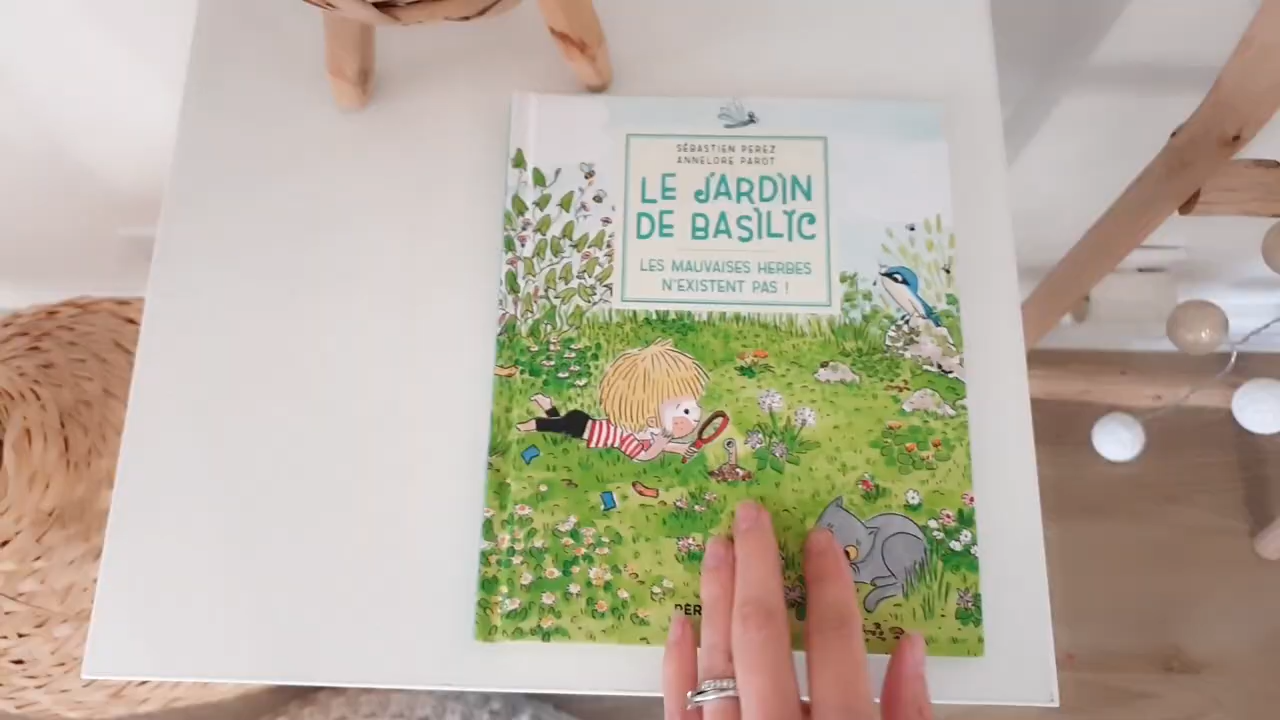 SÉBASTIEN PEREZ
ANNELORE PAROT
LE JARDIN
DE BASILIC
LES MAUVAISES HERBES
N'EXISTENT PAS !